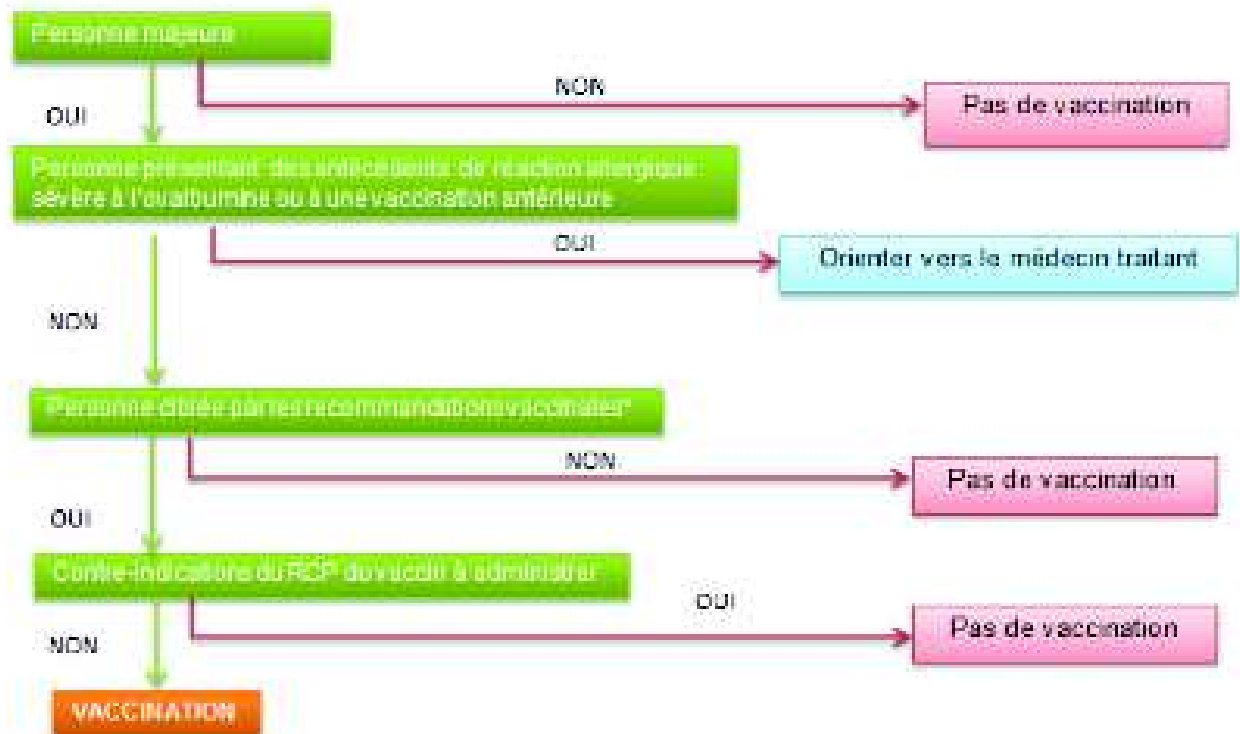 Personne majeure
NON
Pas de vaccination
OUI
Personne présentant des antécédents de réaction allergique
sévère à l'ovalbumine ou à une vaccination antérieure
OUI
Orienter vers le médecin traitant
NON
Personne ciblée par les recommanditions vaccinales*
NON
Pas de vaccination
OUI
Contre-indications du RCP du vaccin à administrer
OUI
Pas de vaccination
NON
VACCINATION